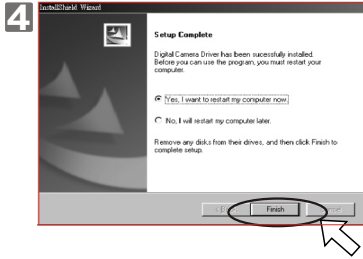 4
InstallShield Wizard
Setup Complete
Digital Camera Driver has been sucessfully installed.
Before you can use the program, you must restart your
computer.
Yes, I want to restart my computer now.
No, I will restart my computer later.
Remove any disks from their drives, and then click Finish to
complete setup.
Finish